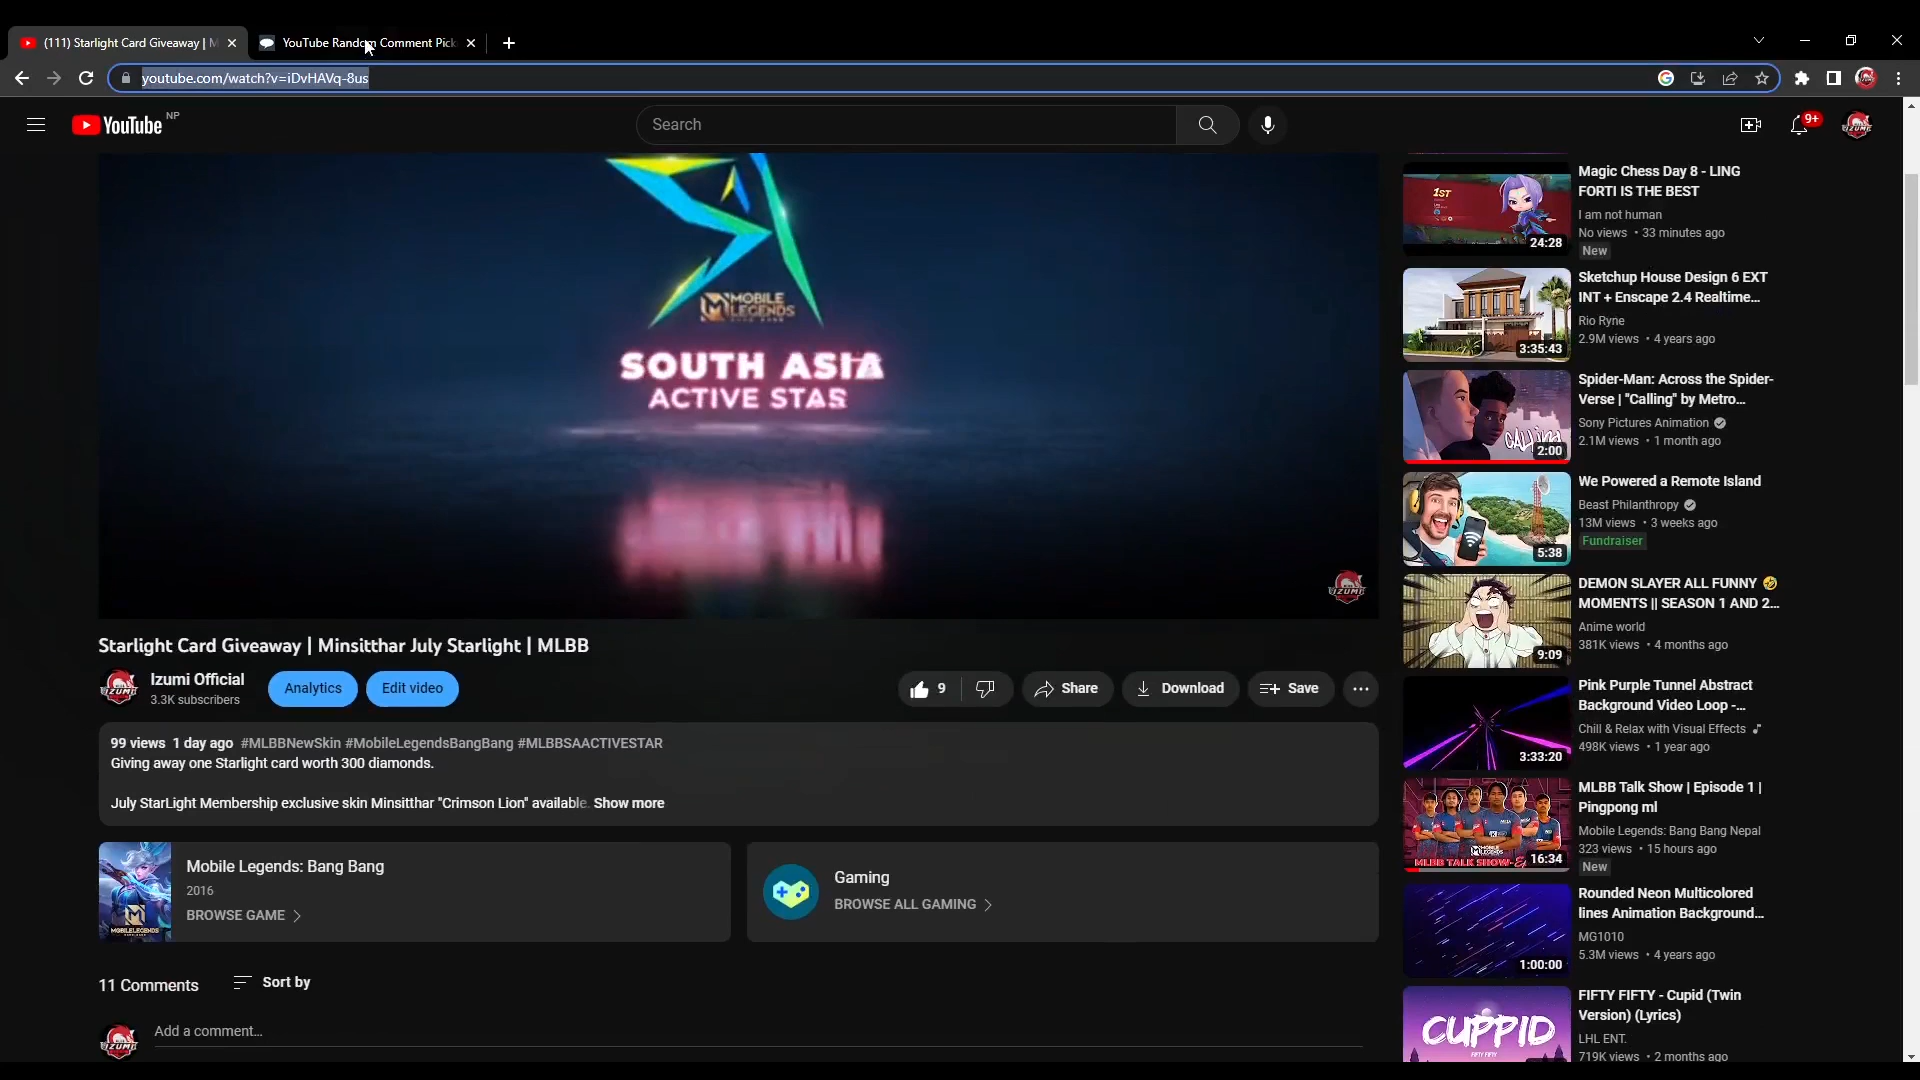 (111) Starlight Card Giveaway | M
YouTube Random Comment Pick
youtube.com/watch?v=iDvHAVq-8us
YouTube NP
Search
9+
MOBILE
LEGENDS
SOUTH ASIA
ACTIVE STAR
IZUMI
Starlight Card Giveaway | Minsitthar July Starlight | MLBB
Izumi Official
3.3K subscribers
Analytics
Edit video
9
Share
Download
Save
99 views 1 day ago #MLBBNewSkin #MobileLegendsBangBang #MLBBSAACTIVESTAR
Giving away one Starlight card worth 300 diamonds.
July StarLight Membership exclusive skin Minsitthar "Crimson Lion" available. Show more
Mobile Legends: Bang Bang
2016
BROWSE GAME
Gaming
BROWSE ALL GAMING
11 Comments
Sort by
Add a comment...
1ST
24:28
Magic Chess Day 8 - LING
FORTI IS THE BEST
I am not human
No views • 33 minutes ago
New
3:35:43
Sketchup House Design 6 EXT
INT + Enscape 2.4 Realtime...
Rio Ryne
2.9M views • 4 years ago
CALLING
2:00
Spider-Man: Across the Spider-
Verse | "Calling" by Metro...
Sony Pictures Animation
2.1M views • 1 month ago
5:38
We Powered a Remote Island
Beast Philanthropy
13M views • 3 weeks ago
Fundraiser
9:09
DEMON SLAYER ALL FUNNY 🤣
MOMENTS || SEASON 1 AND 2...
Anime world
381K views • 4 months ago
3:33:20
Pink Purple Tunnel Abstract
Background Video Loop -...
Chill & Relax with Visual Effects
498K views • 1 year ago
MLBB TALK SHOW-
16:34
MLBB Talk Show | Episode 1 |
Pingpong ml
Mobile Legends: Bang Bang Nepal
323 views • 15 hours ago
New
1:00:00
Rounded Neon Multicolored
lines Animation Background...
MG1010
5.3M views • 4 years ago
CUPPID
FIFTY FIFTY
FIFTY FIFTY - Cupid (Twin
Version) (Lyrics)
LHL ENT.
719K views • 2 months ago